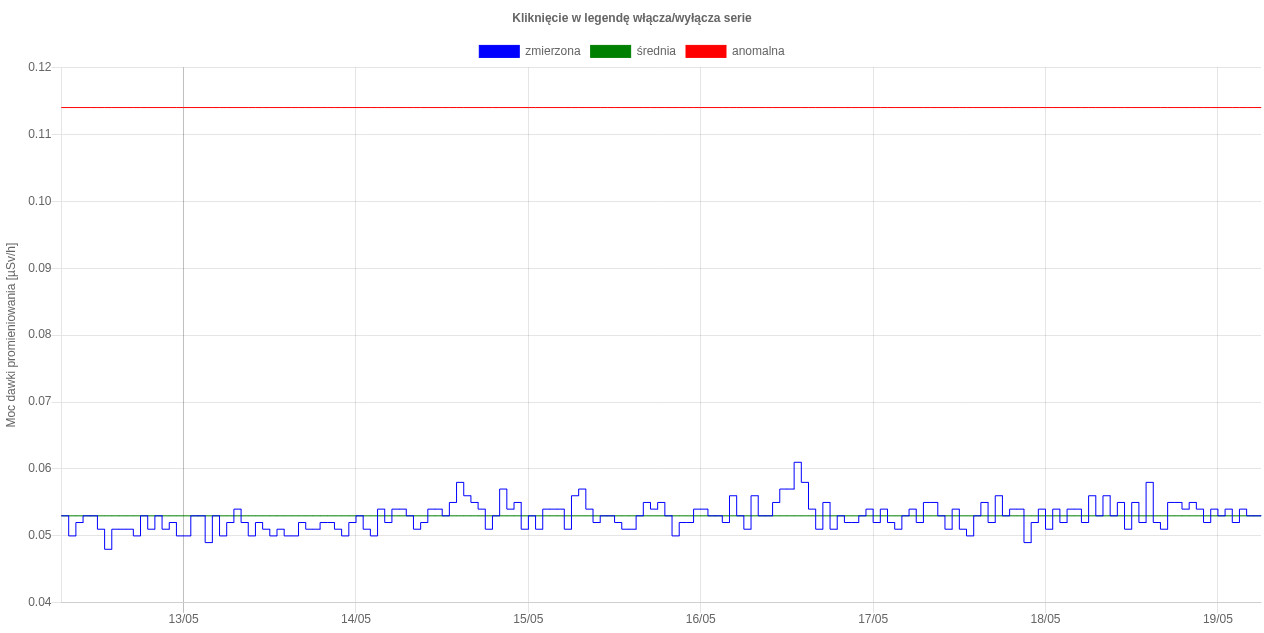 Kliknięcie w legendę włącza/wyłącza serie
zmierzona średnia anomalna
Moc dawki promieniowania [µSv/h]
0.12
0.11
0.10
0.09
0.08
0.07
0.06
0.05
0.04
13/05 14/05 15/05 16/05 17/05 18/05 19/05